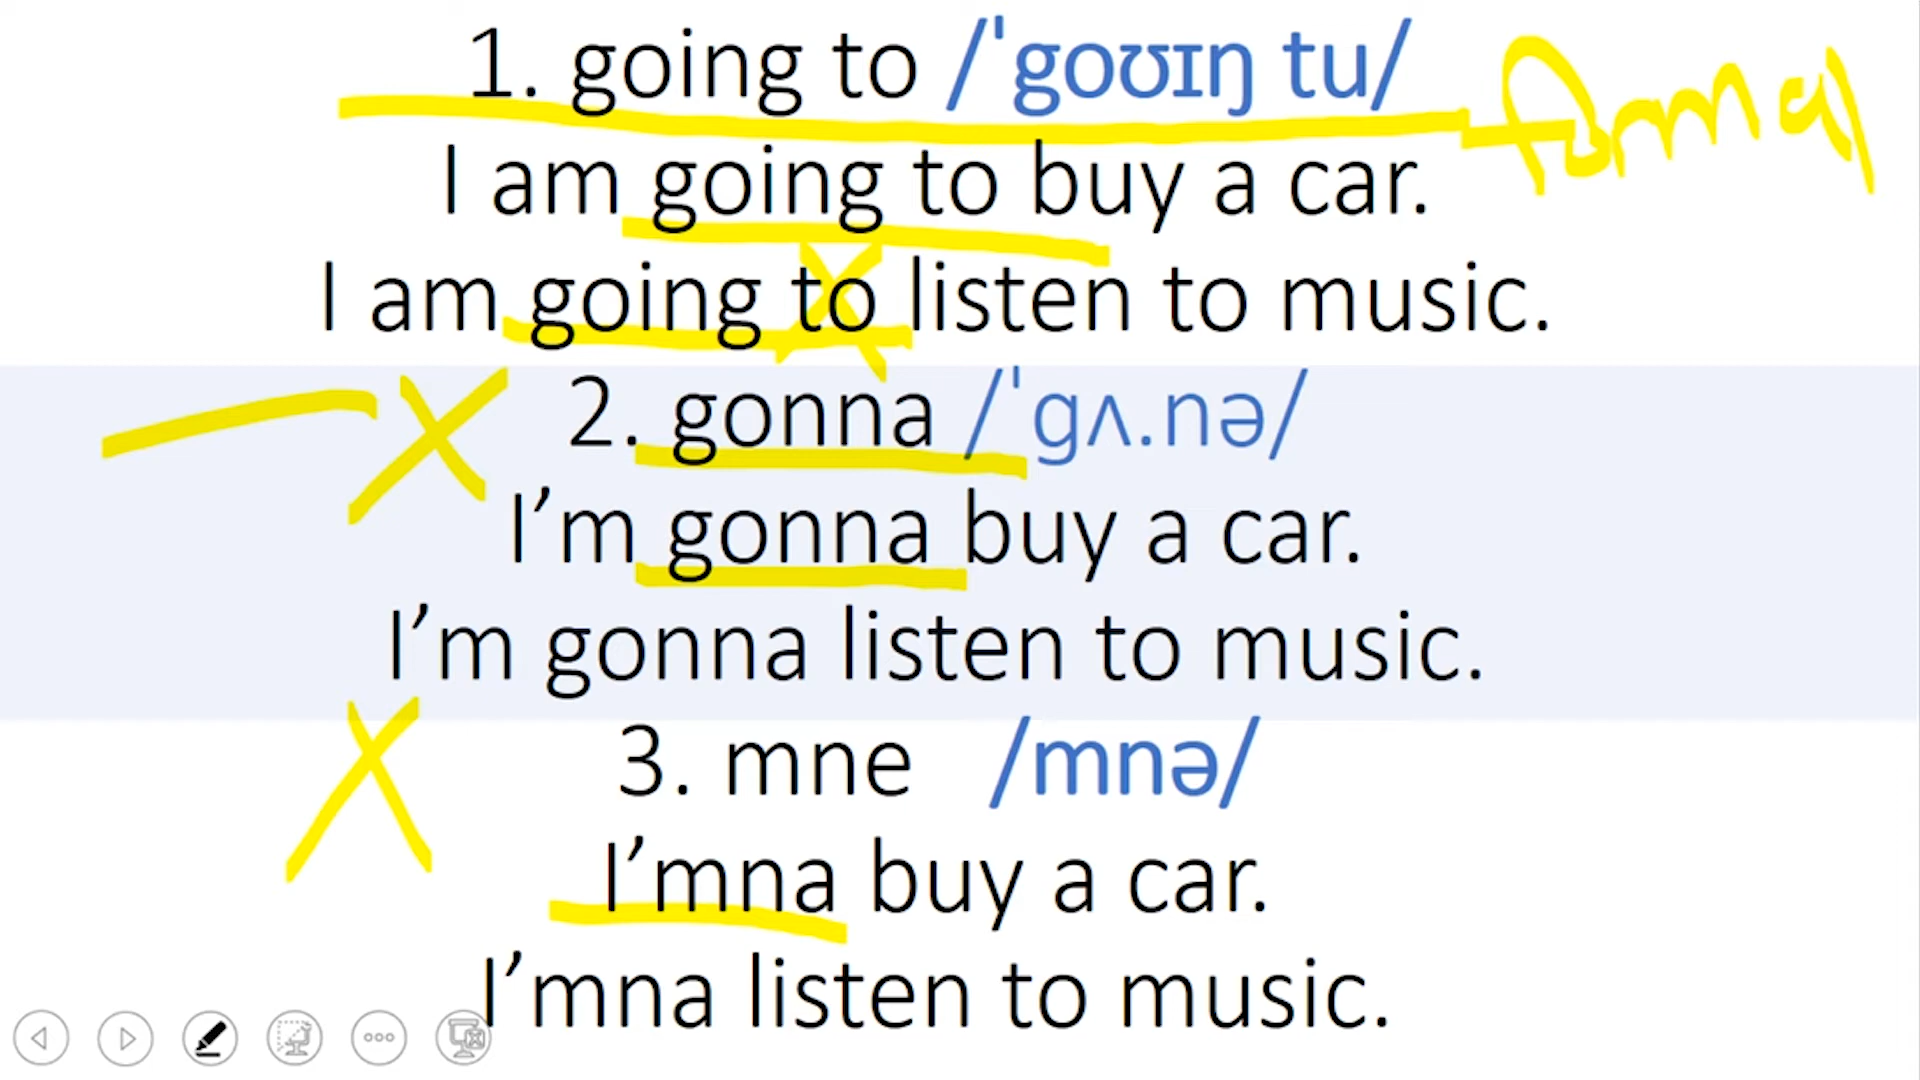 1. going to /ˈgoʊɪŋ tu/
formal
I am going to buy a car.
I am going to listen to music.
2. gonna /ˈgʌ.nə/
I’m gonna buy a car.
I’m gonna listen to music.
3. mne /mnə/
I’mna buy a car.
I’mna listen to music.